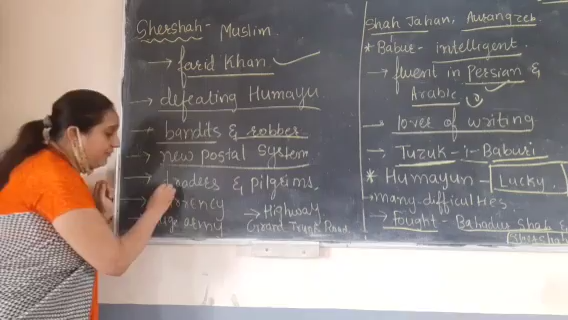 Shershah - Muslim.
→ farid Khan
→ defeating Humayu
→ bandits & robber
→ new postal system
→ traders & pilgrims,
→ → Highway
army Grand Trunk Road
Shah Jahan, Aurangzeb
* Babur - intelligent.
→ fluent in Persian &
Arabic
→ lover of writing
→ Tuzuk - i - Baburi
* Humayun - Lucky.
→ many difficulties.
→ fought - Bahadur Shah &
Shershah